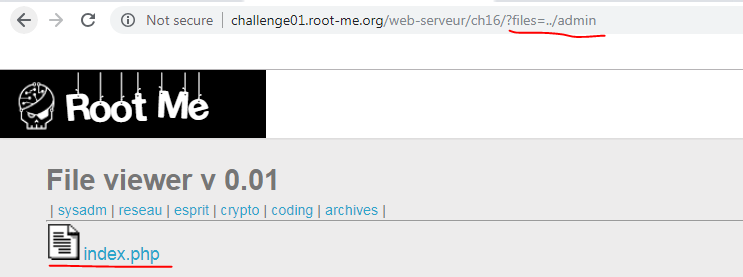 Not secure | challenge01.root-me.org/web-serveur/ch16/?files=../admin
Root Me
File viewer v 0.01
| sysadm | reseau | esprit | crypto | coding | archives |
index.php